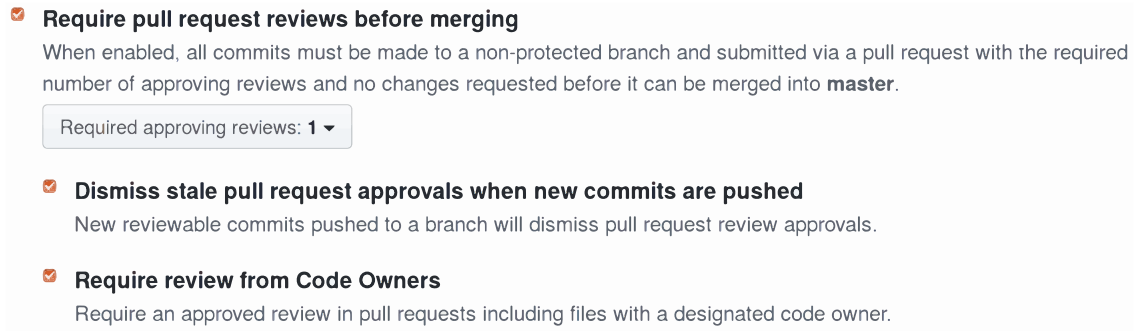 Require pull request reviews before merging
When enabled, all commits must be made to a non-protected branch and submitted via a pull request with the required
number of approving reviews and no changes requested before it can be merged into master.
Required approving reviews: 1
Dismiss stale pull request approvals when new commits are pushed
New reviewable commits pushed to a branch will dismiss pull request review approvals.
Require review from Code Owners
Require an approved review in pull requests including files with a designated code owner.